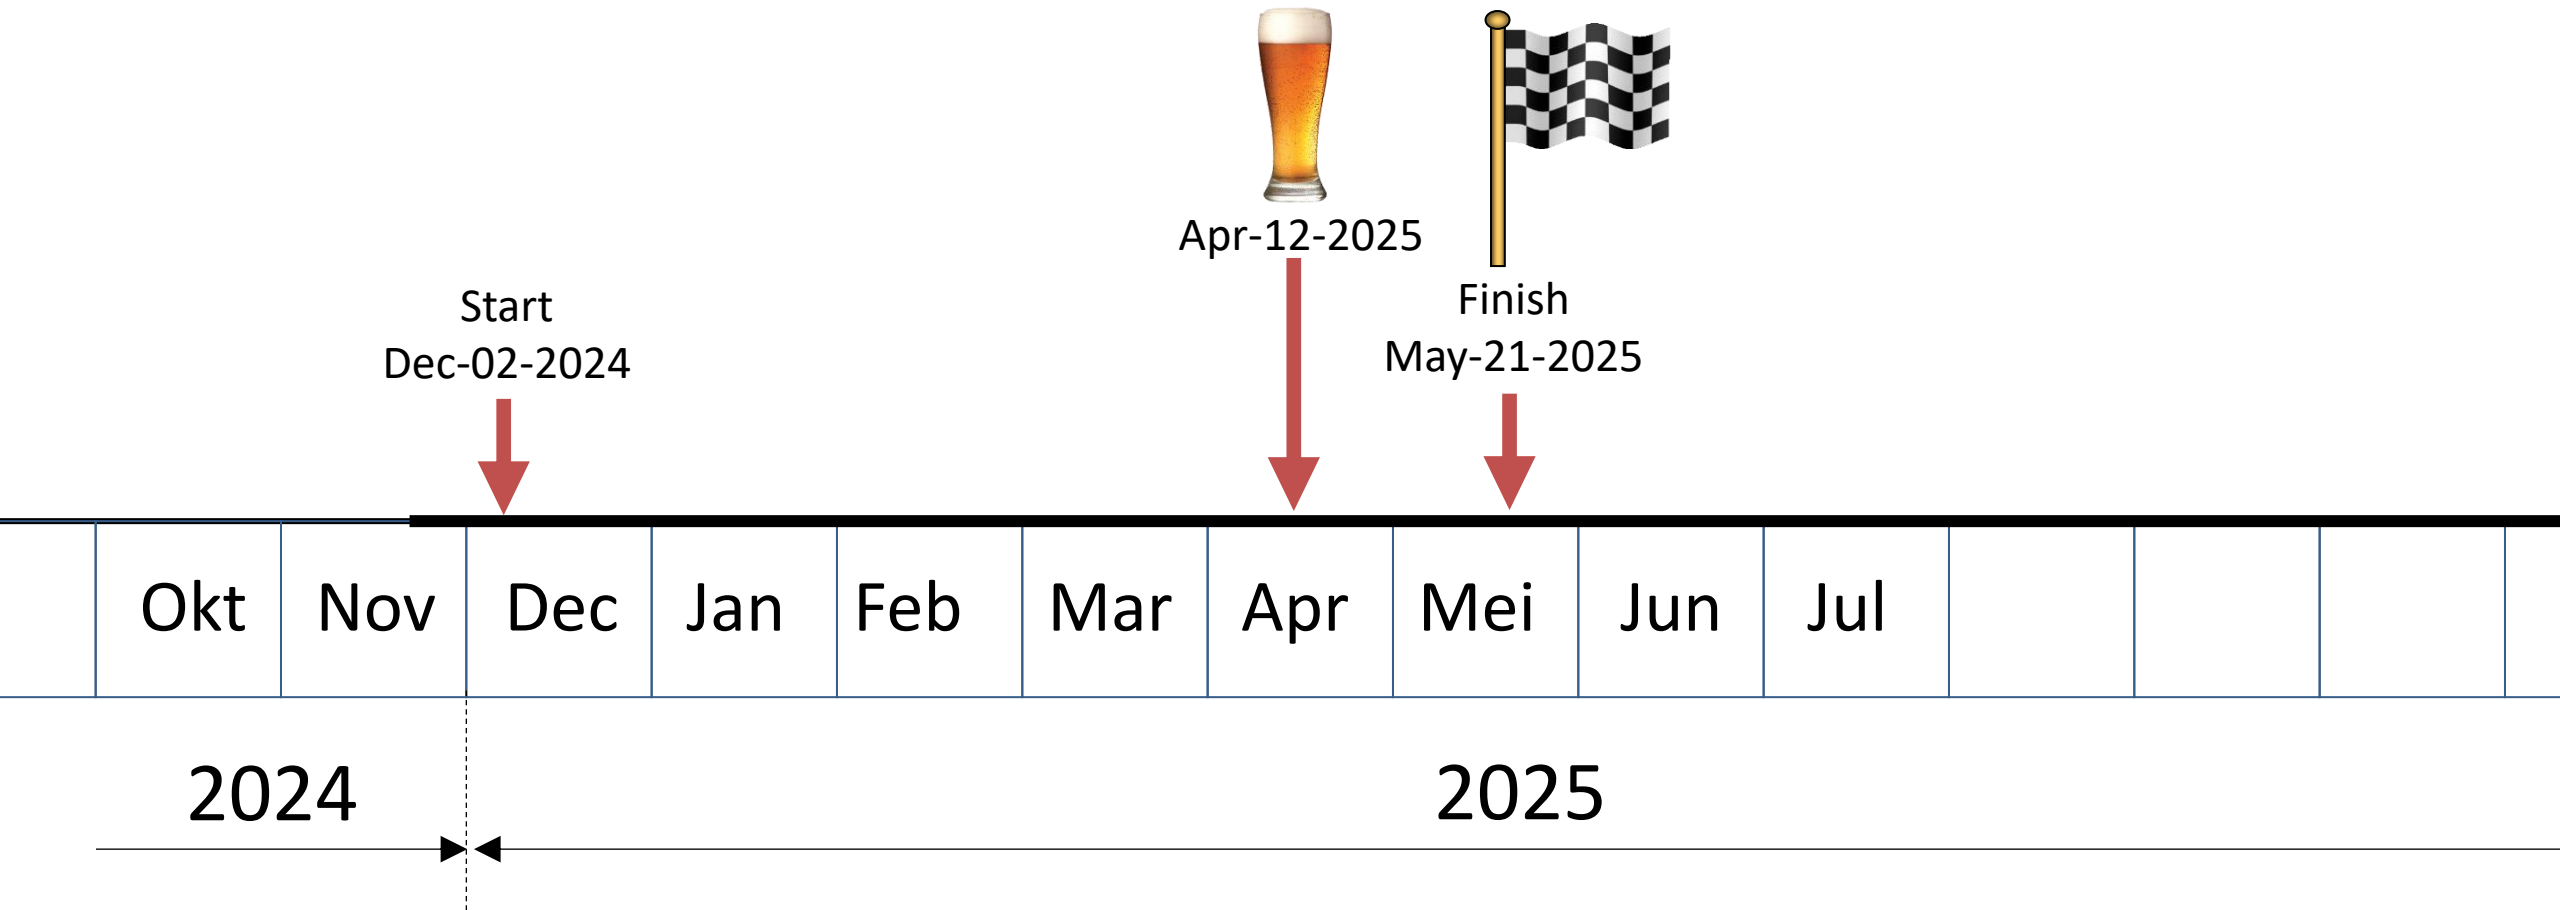 Apr-12-2025
Start
Dec-02-2024
Finish
May-21-2025
Okt Nov Dec Jan Feb Mar Apr Mei Jun Jul
2024 2025